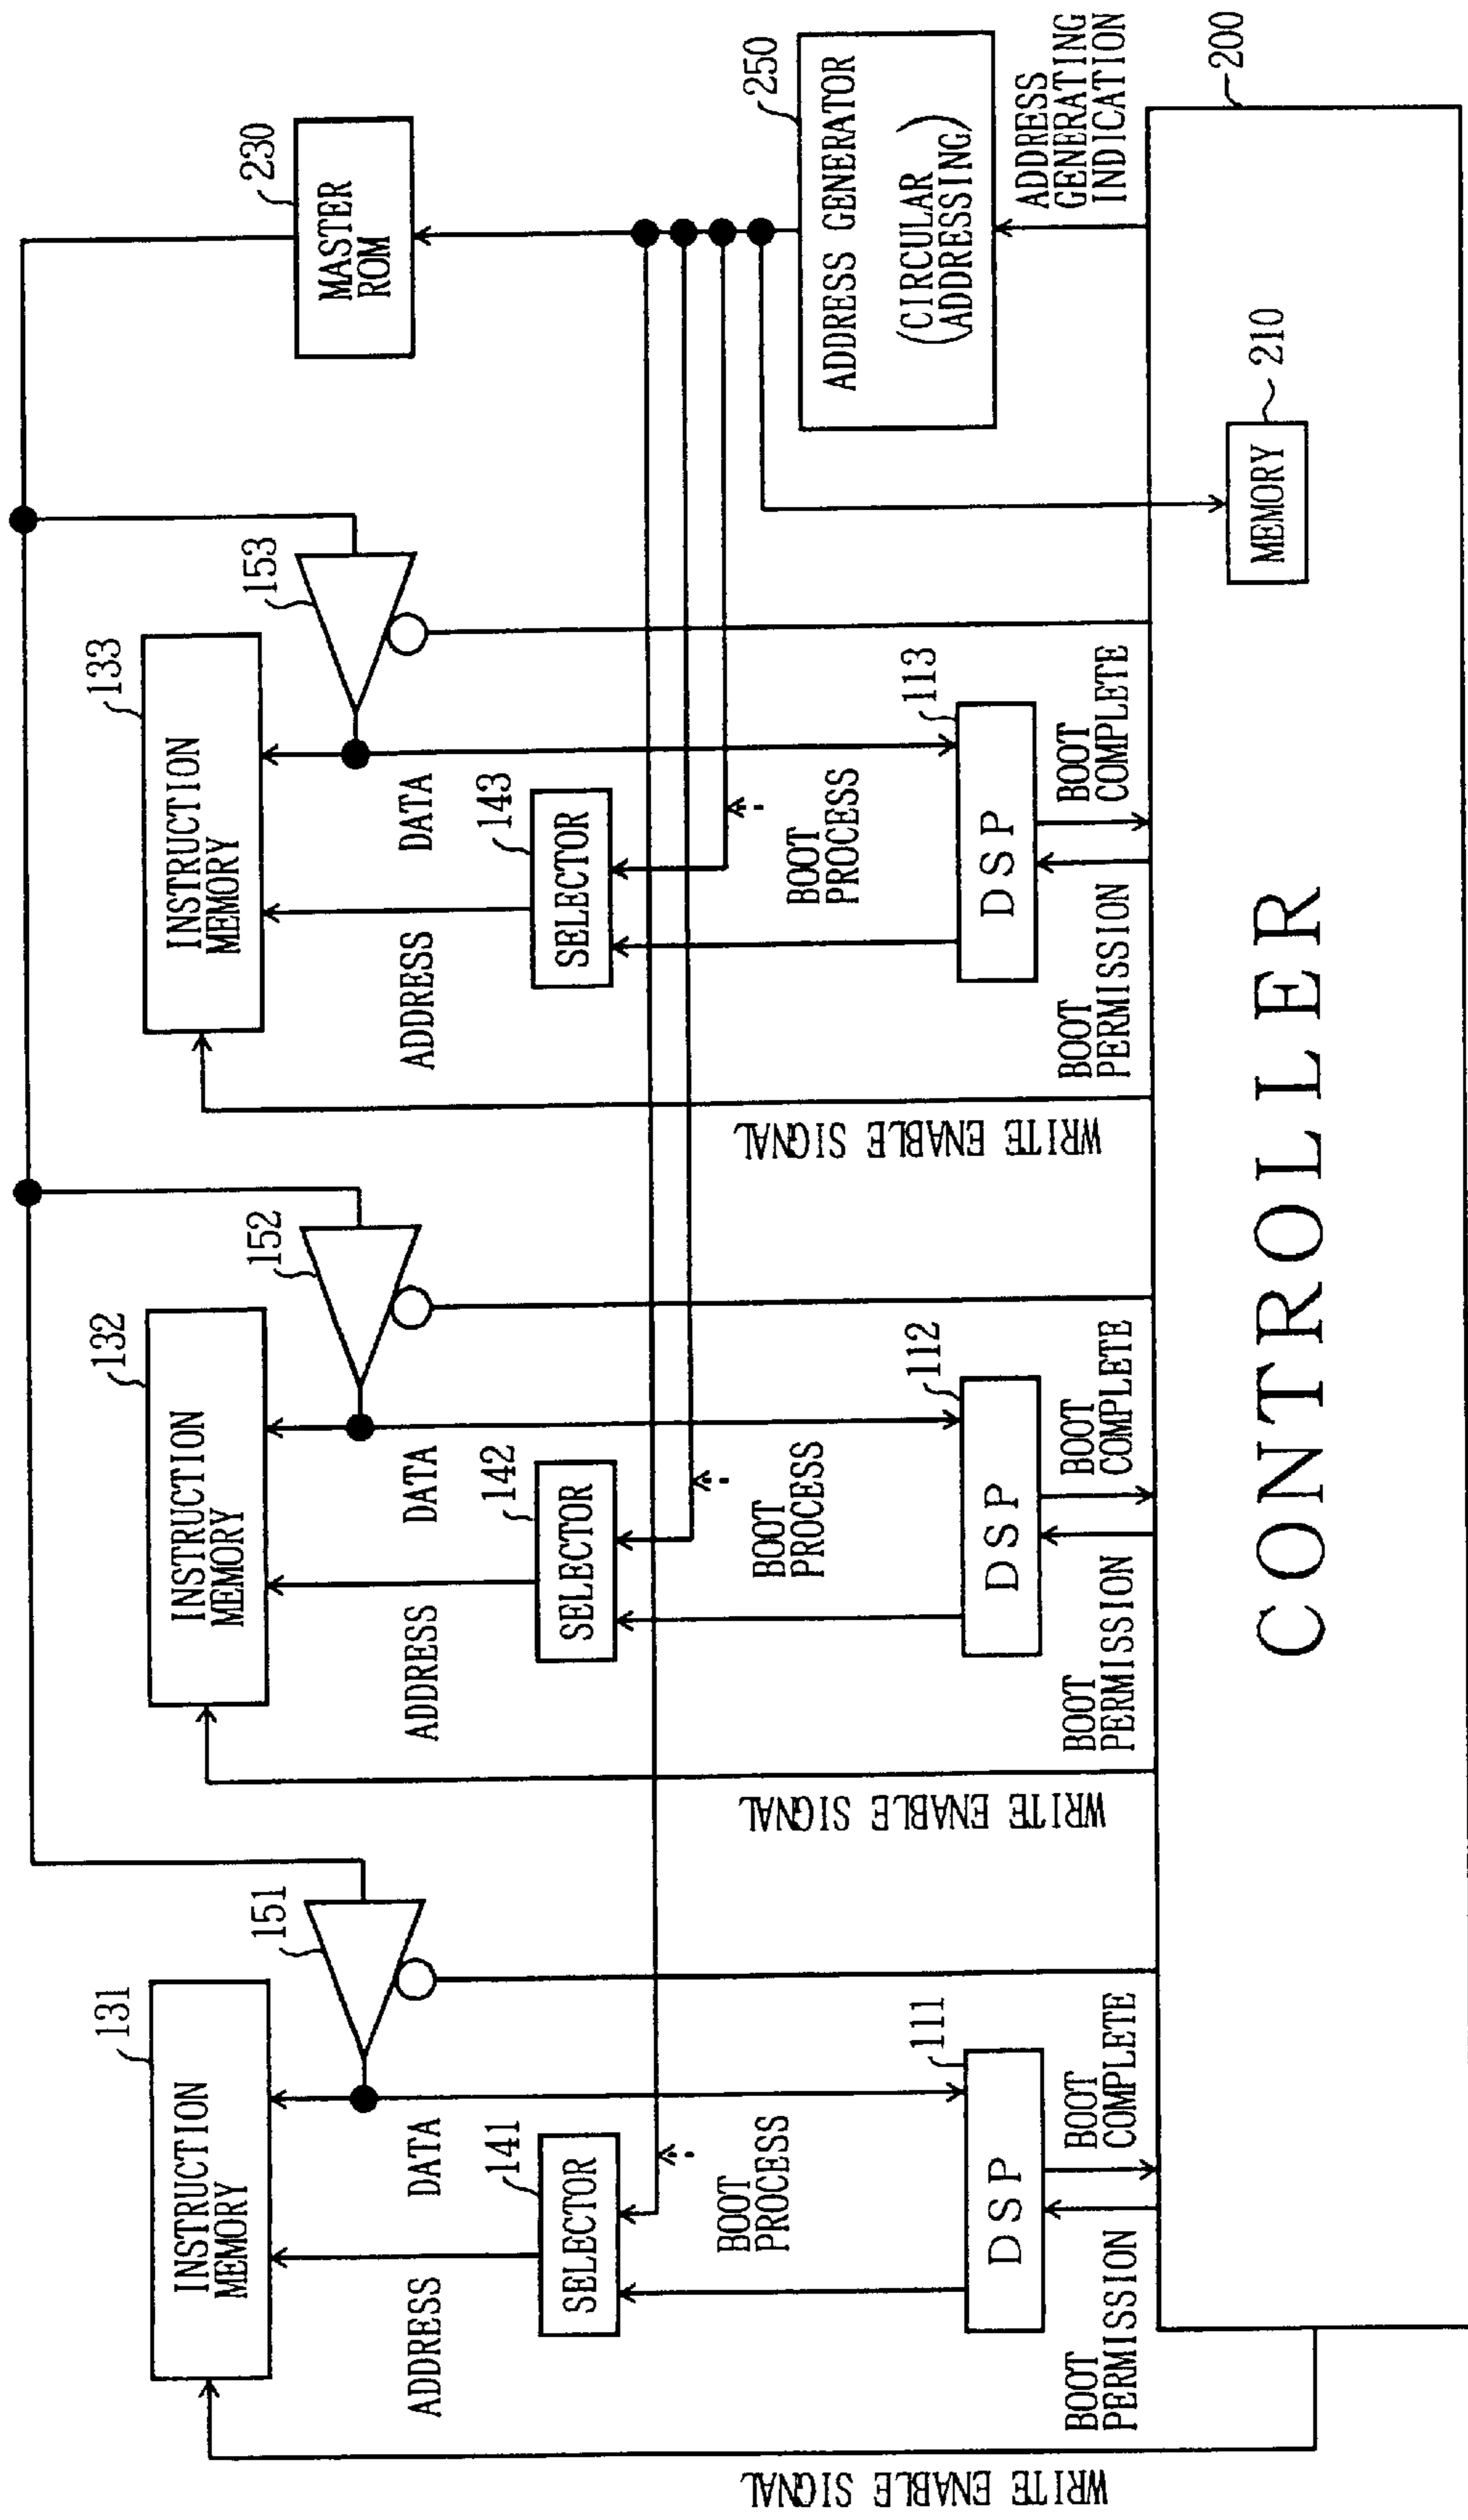 131
INSTRUCTION
MEMORY
151
DATA
ADDRESS
141
SELECTOR
BOOT
PROCESS
111
DSP
BOOT
PERMISSION
BOOT
COMPLETE
WRITE ENABLE SIGNAL
132
INSTRUCTION
MEMORY
152
DATA
ADDRESS
142
SELECTOR
BOOT
PROCESS
112
DSP
BOOT
PERMISSION
BOOT
COMPLETE
WRITE ENABLE SIGNAL
133
INSTRUCTION
MEMORY
153
DATA
ADDRESS
143
SELECTOR
BOOT
PROCESS
113
DSP
BOOT
PERMISSION
BOOT
COMPLETE
WRITE ENABLE SIGNAL
230
MASTER
ROM
250
ADDRESS GENERATOR
(CIRCULAR
ADDRESSING)
ADDRESS
GENERATING
INDICATION
200
MEMORY
210
CONTROLLER